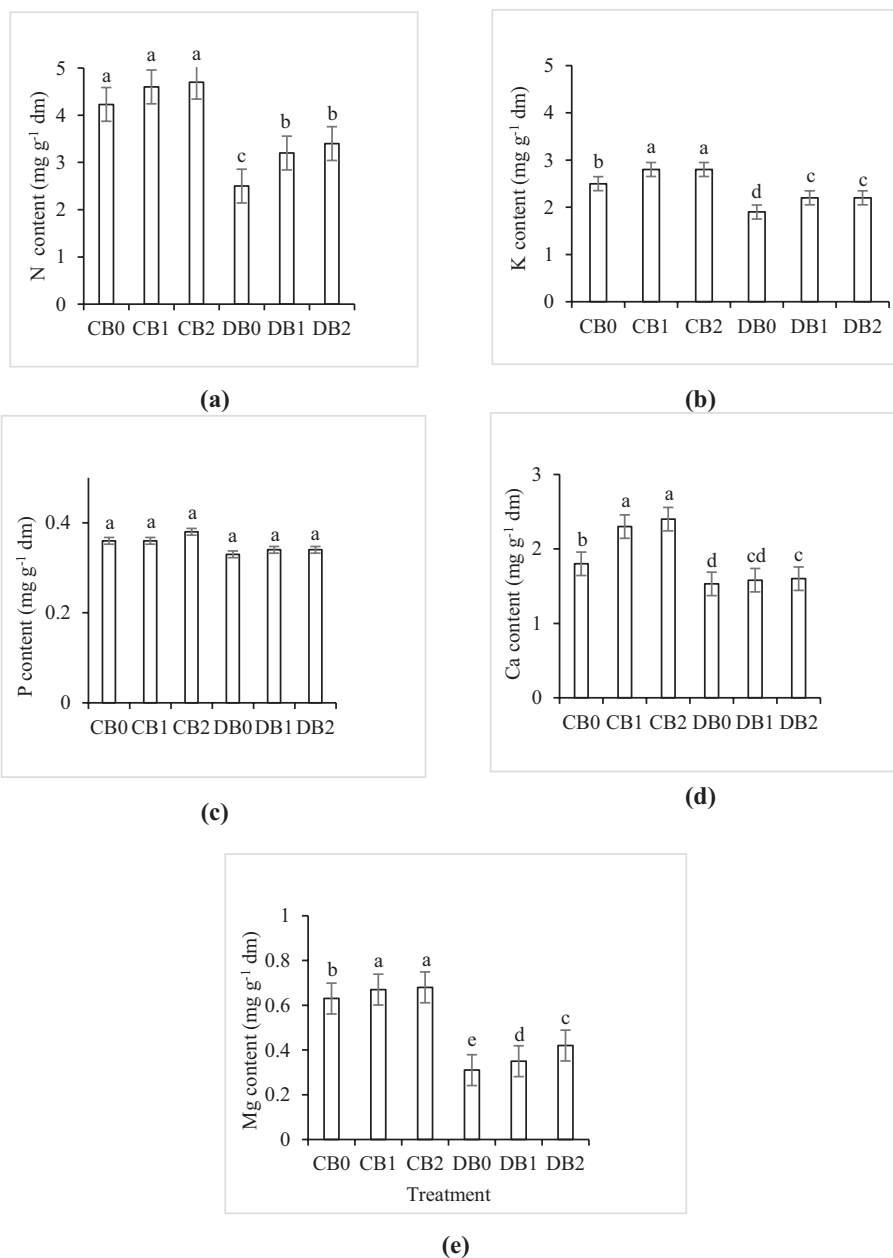 N content (mg g-1 dm)
5
4
3
2
1
0
a
a
a
c
b
b
CB0 CB1 CB2 DB0 DB1 DB2
(a)
K content (mg g-1 dm)
5
4
3
2
1
0
b
a
a
d
c
c
CB0 CB1 CB2 DB0 DB1 DB2
(b)
P content (mg g-1 dm)
0.4
0.2
0
a
a
a
a
a
a
CB0 CB1 CB2 DB0 DB1 DB2
(c)
Ca content (mg g-1 dm)
3
2
1
0
b
a
a
d
cd
c
CB0 CB1 CB2 DB0 DB1 DB2
(d)
Mg content (mg g-1 dm)
1
0.8
0.6
0.4
0.2
0
b
a
a
e
d
c
CB0 CB1 CB2 DB0 DB1 DB2
Treatment
(e)